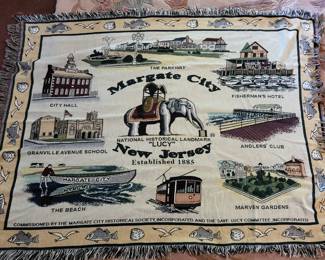 THE PARKWAY
Margate City
CITY HALL
FISHERMAN'S HOTEL
NATIONAL HISTORICAL LANDMARK
"LUCY"
GRANVILLE AVENUE SCHOOL
ANGLERS' CLUB
New Jersey
Established 1885
MARGATE CITY
THE BEACH
MARVEN GARDENS
COMMISSIONED BY THE MARGATE CITY HISTORICAL SOCIETY, INCORPORATED AND THE SAVE LUCY COMMITTEE INCORPORATED